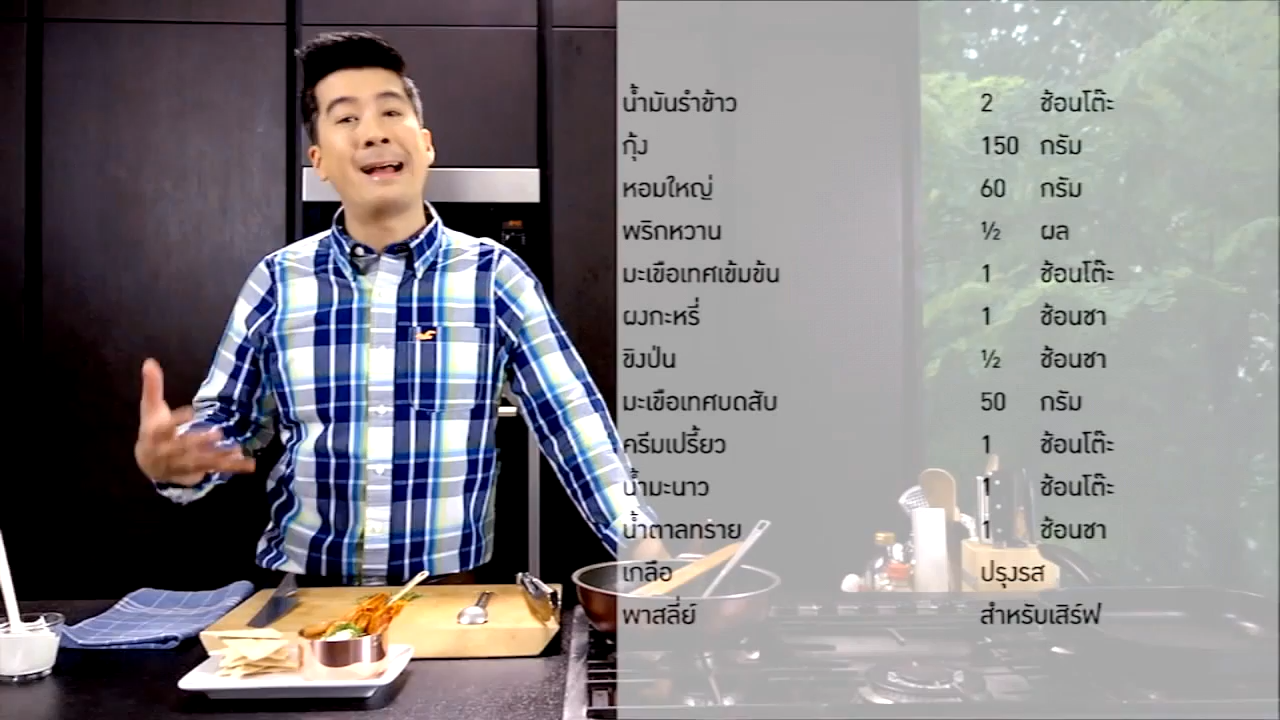 น้ำมันรำข้าว 2 ช้อนโต๊ะ
กุ้ง 150 กรัม
หอมใหญ่ 60 กรัม
พริกหวาน ½ ผล
มะเขือเทศเข้มข้น 1 ช้อนโต๊ะ
ผงกะหรี่ 1 ช้อนชา
ขิงป่น ½ ช้อนชา
มะเขือเทศบดสับ 50 กรัม
ครีมเปรี้ยว 1 ช้อนโต๊ะ
น้ำมะนาว 1 ช้อนโต๊ะ
น้ำตาลทราย 1 ช้อนชา
เกลือ ปรุงรส
พาสลี่ย์ สำหรับเสิร์ฟ